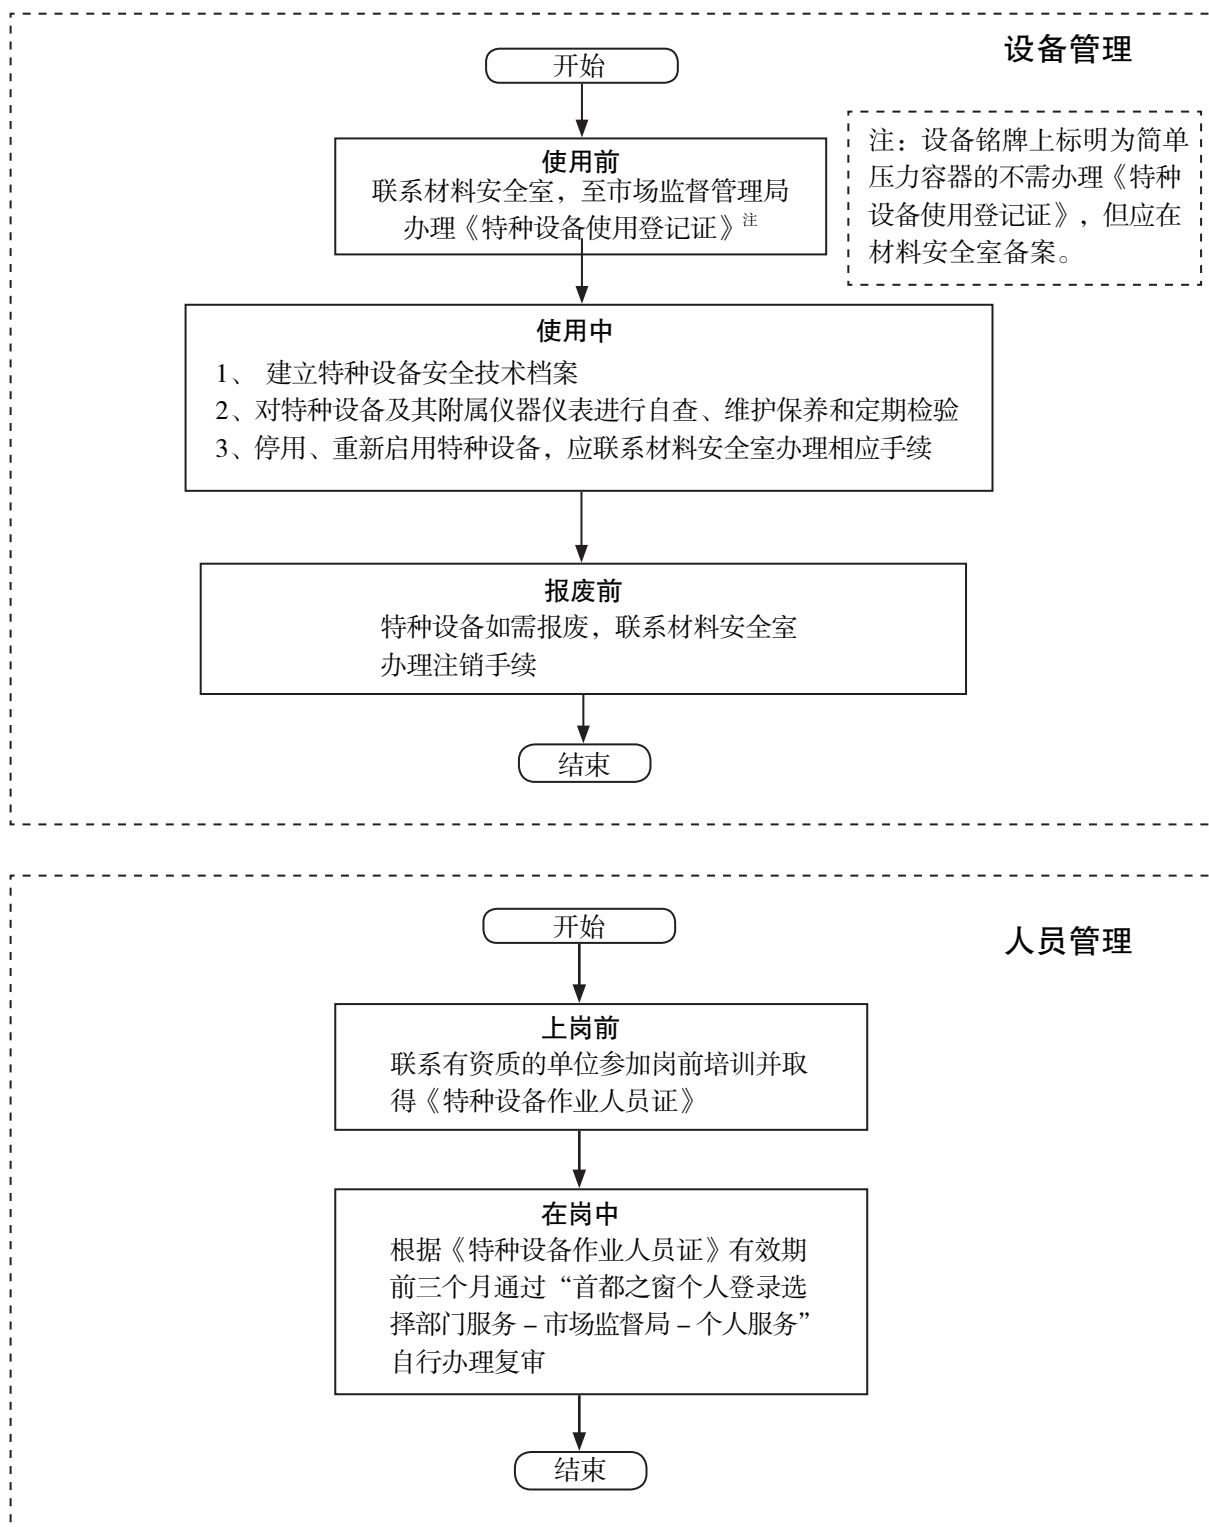 设备管理
开始
使用前
联系材料安全室，至市场监督管理局
办理《特种设备使用登记证》注
注：设备铭牌上标明为简单
压力容器的不需办理《特种
设备使用登记证》，但应在
材料安全室备案。
使用中
1、 建立特种设备安全技术档案
2、对特种设备及其附属仪器仪表进行自查、维护保养和定期检验
3、停用、重新启用特种设备，应联系材料安全室办理相应手续
报废前
特种设备如需报废，联系材料安全室
办理注销手续
结束
人员管理
开始
上岗前
联系有资质的单位参加岗前培训并取
得《特种设备作业人员证》
在岗中
根据《特种设备作业人员证》有效期
前三个月通过“首都之窗个人登录选
择部门服务－市场监督局－个人服务”
自行办理复审
结束